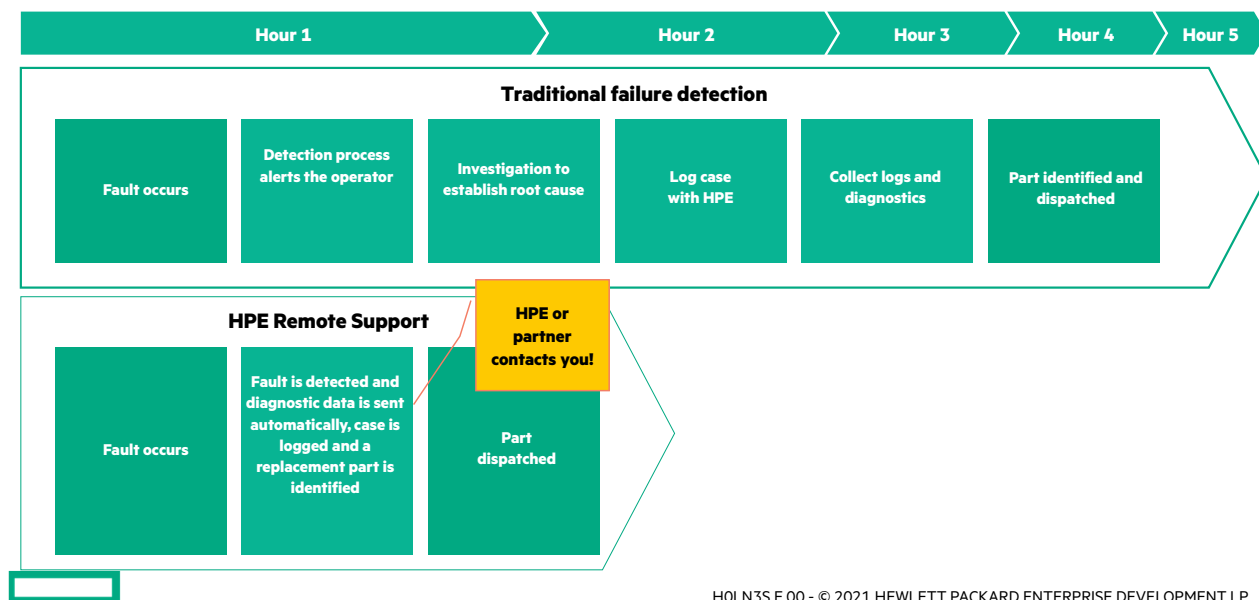 Hour 1
Hour 2
Hour 3
Hour 4
Hour 5
Traditional failure detection
Fault occurs
Detection process
alerts the operator
Investigation to
establish root cause
Log case
with HPE
Collect logs and
diagnostics
Part identified and
dispatched
HPE Remote Support
HPE or
partner
contacts you!
Fault occurs
Fault is detected and
diagnostic data is sent
automatically, case is
logged and a
replacement part is
identified
Part
dispatched
H0LN3S F.00 - © 2021 HEWLETT PACKARD ENTERPRISE DEVELOPMENT LP